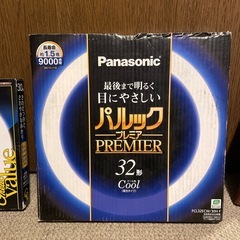 Panasonic
長寿命
約1.5倍
9000時間
最後まで明るく
目にやさしい
パルック
プレミア
PREMIER
32形
Cool
value